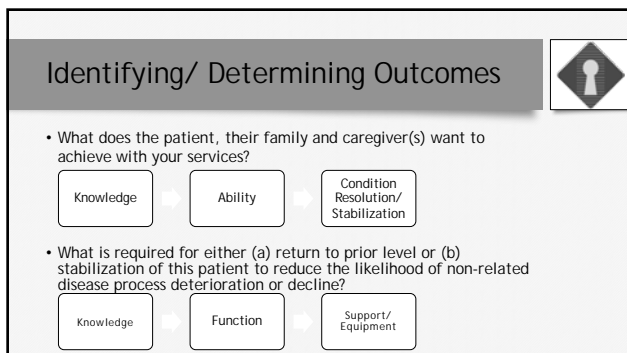 Identifying/ Determining Outcomes
• What does the patient, their family and caregiver(s) want to
achieve with your services?
Knowledge
Ability
Condition
Resolution/
Stabilization
• What is required for either (a) return to prior level or (b)
stabilization of this patient to reduce the likelihood of non-related
disease process deterioration or decline?
Knowledge
Function
Support/
Equipment